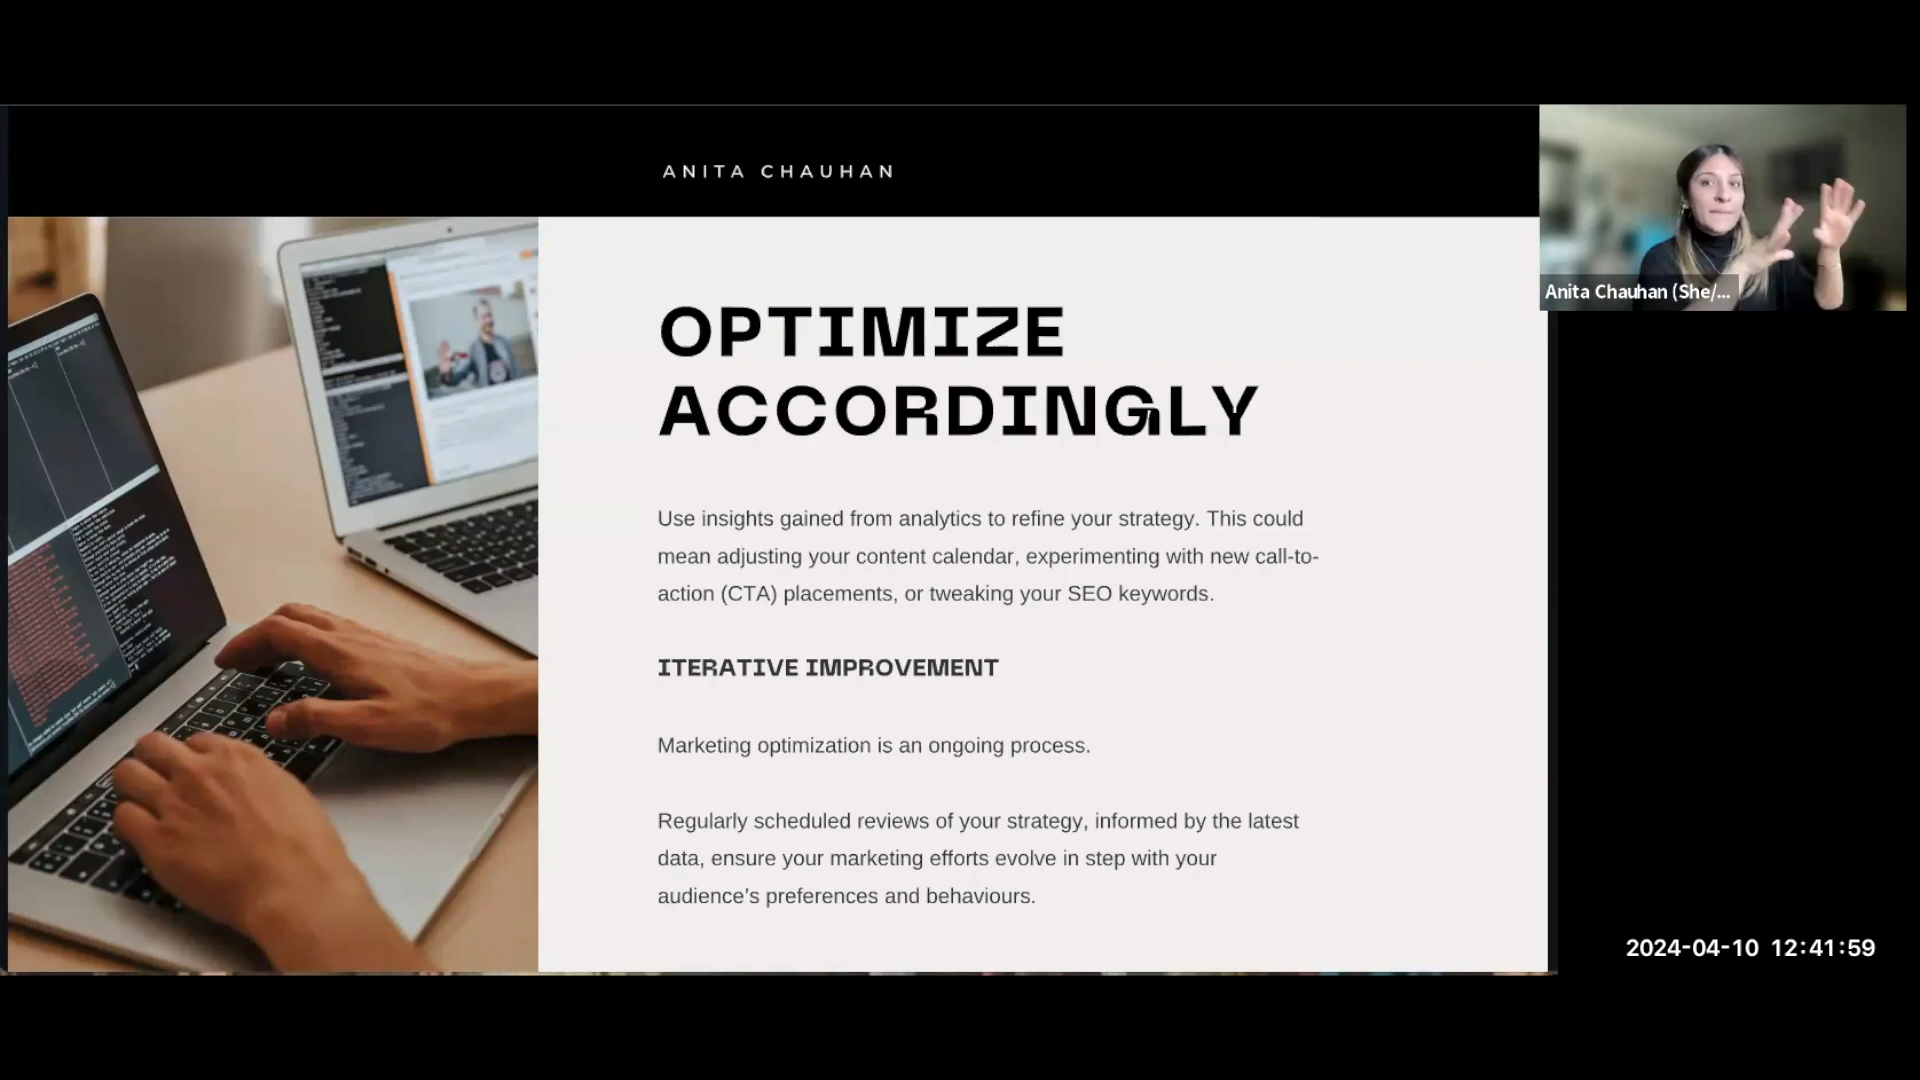 ANITA CHAUHAN
Anita Chauhan (She/...
OPTIMIZE
ACCORDINGLY
Use insights gained from analytics to refine your strategy. This could
mean adjusting your content calendar, experimenting with new call-to-
action (CTA) placements, or tweaking your SEO keywords.
ITERATIVE IMPROVEMENT
Marketing optimization is an ongoing process.
Regularly scheduled reviews of your strategy, informed by the latest
data, ensure your marketing efforts evolve in step with your
audience's preferences and behaviours.
2024-04-10 12:41:59